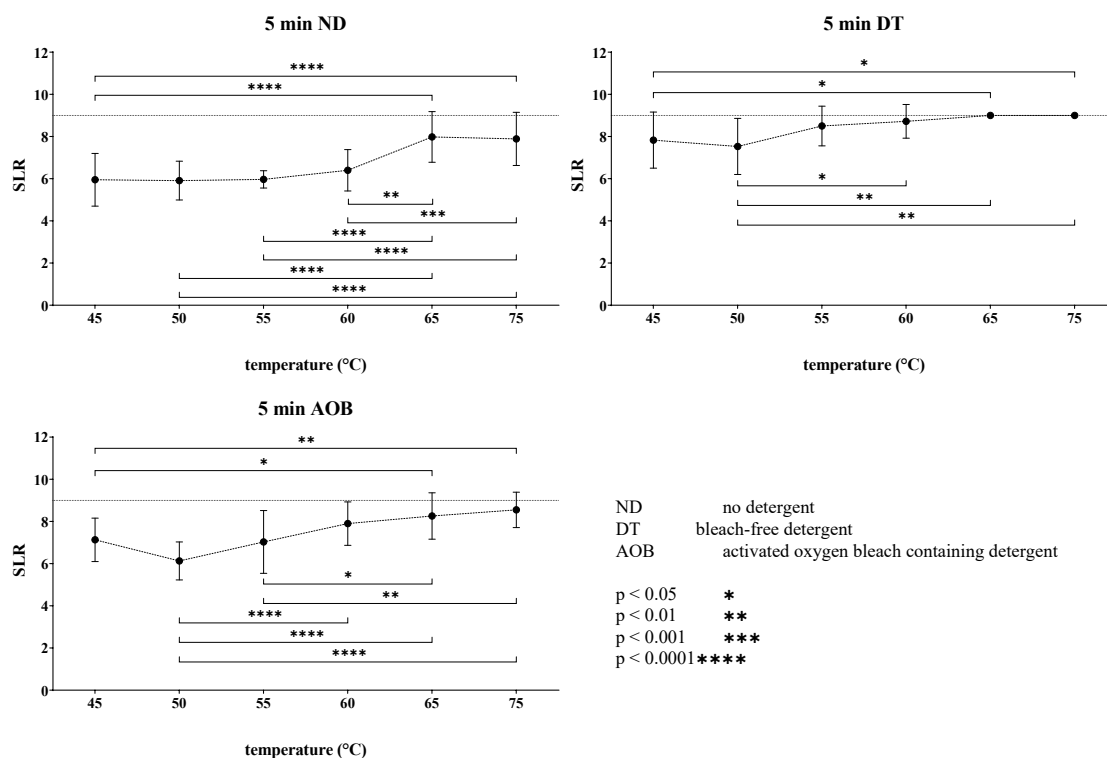 5 min ND
12
10
8
6
4
2
0
SLR
****
****
**
***
****
****
****
****
45 50 55 60 65 75
temperature (°C)
5 min DT
12
10
8
6
4
2
0
SLR
*
*
*
**
**
45 50 55 60 65 75
temperature (°C)
5 min AOB
12
10
8
6
4
2
0
SLR
**
*
*
**
****
****
****
45 50 55 60 65 75
temperature (°C)
ND no detergent
DT bleach-free detergent
AOB activated oxygen bleach containing detergent
p < 0.05 *
p < 0.01 **
p < 0.001 ***
p < 0.0001 ****